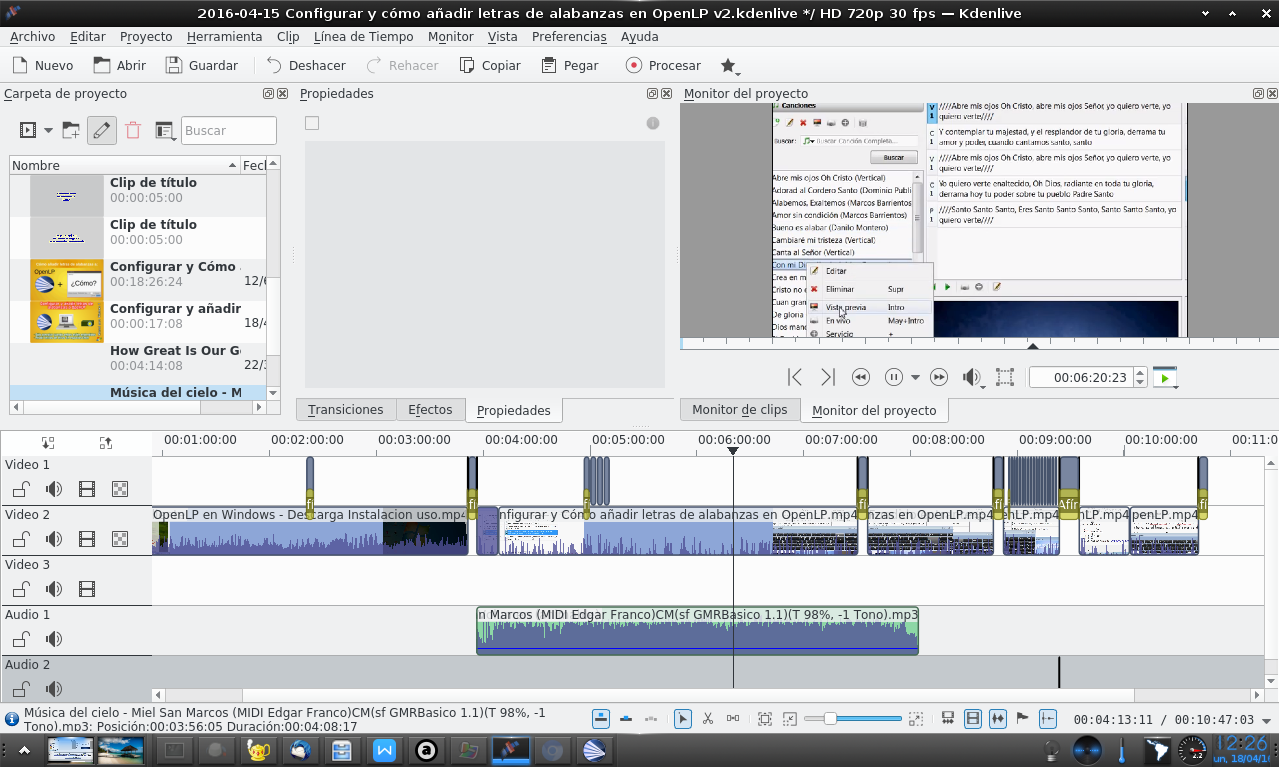 2016-04-15 Configurar y cómo añadir letras de alabanzas en OpenLP v2.kdenlive */ HD 720p 30 fps — Kdenlive
Archivo Editar Proyecto Herramienta Clip Línea de Tiempo Monitor Vista Preferencias Ayuda
Nuevo Abrir Guardar Deshacer Rehacer Copiar Pegar Procesar
Carpeta de proyecto
Buscar
Nombre Fech
Clip de título
00:00:05:00
Clip de título
00:00:05:00
Configurar y Cómo
00:18:26:24 12/
OpenLP
¿Cómo?
Configurar y añadir
00:00:17:08 18/
How Great Is Our G
00:04:14:08 22/
Música del cielo - M
Propiedades
Transiciones Efectos Propiedades
Monitor del proyecto
Canciones
Buscar: Buscar Canción Completa...
Buscar
Abre mis ojos Oh Cristo (Vertical)
Adorad al Cordero Santo (Dominio Publi
Alabemos, Exaltemos (Marcos Barrientos)
Amor sin condición (Marcos Barrientos)
Bueno es alabar (Danilo Montero)
Cambiaré mi tristeza (Vertical)
Canta al Señor (Vertical)
Con mi D
Crea en m
Cristo no e
Cuan gran
De gloria
Dios mand
Editar
Eliminar Supr
Vista previa Intro
En vivo May+Intro
Servicio +
V 1 ////Abre mis ojos Oh Cristo, abre mis ojos Señor, yo quiero verte, yo
quiero verte////
C 1 Y contemplar tu majestad, y el resplandor de tu gloria, derrama tu
amor y poder, cuando cantamos santo, santo
V 1 ////Abre mis ojos Oh Cristo, abre mis ojos Señor, yo quiero verte, yo
quiero verte////
C 1 Yo quiero verte enaltecido, Oh Dios, radiante en toda tu gloria,
derrama hoy tu poder sobre tu pueblo Padre Santo
P 1 ////Santo Santo Santo, Eres Santo Santo Santo, Santo Santo Santo, yo
quiero verte////
00:06:20:23
Monitor de clips Monitor del proyecto
00:01:00:00 00:02:00:00 00:03:00:00 00:04:00:00 00:05:00:00 00:06:00:00 00:07:00:00 00:08:00:00 00:09:00:00 00:10:00:00 00:11:0
Video 1
Afir
Video 2
OpenLP en Windows - Descarga Instalacion uso.mp4
nfigurar y Cómo añadir letras de alabanzas en OpenLP.mp4
nzas en OpenLP.mp4
enLP.mp4
nLP.mp4
penLP.mp4
Video 3
Audio 1
n Marcos (MIDI Edgar Franco)CM(sf GMRBasico 1.1)(T 98%, -1 Tono).mp3
Audio 2
Música del cielo - Miel San Marcos (MIDI Edgar Franco)CM(sf GMRBasico 1.1)(T 98%, -1
Tono).mp3: Posición:00:03:56:05 Duración:00:04:08:17
00:04:13:11 / 00:10:47:03
2.2
12:26
un, 18/04/1